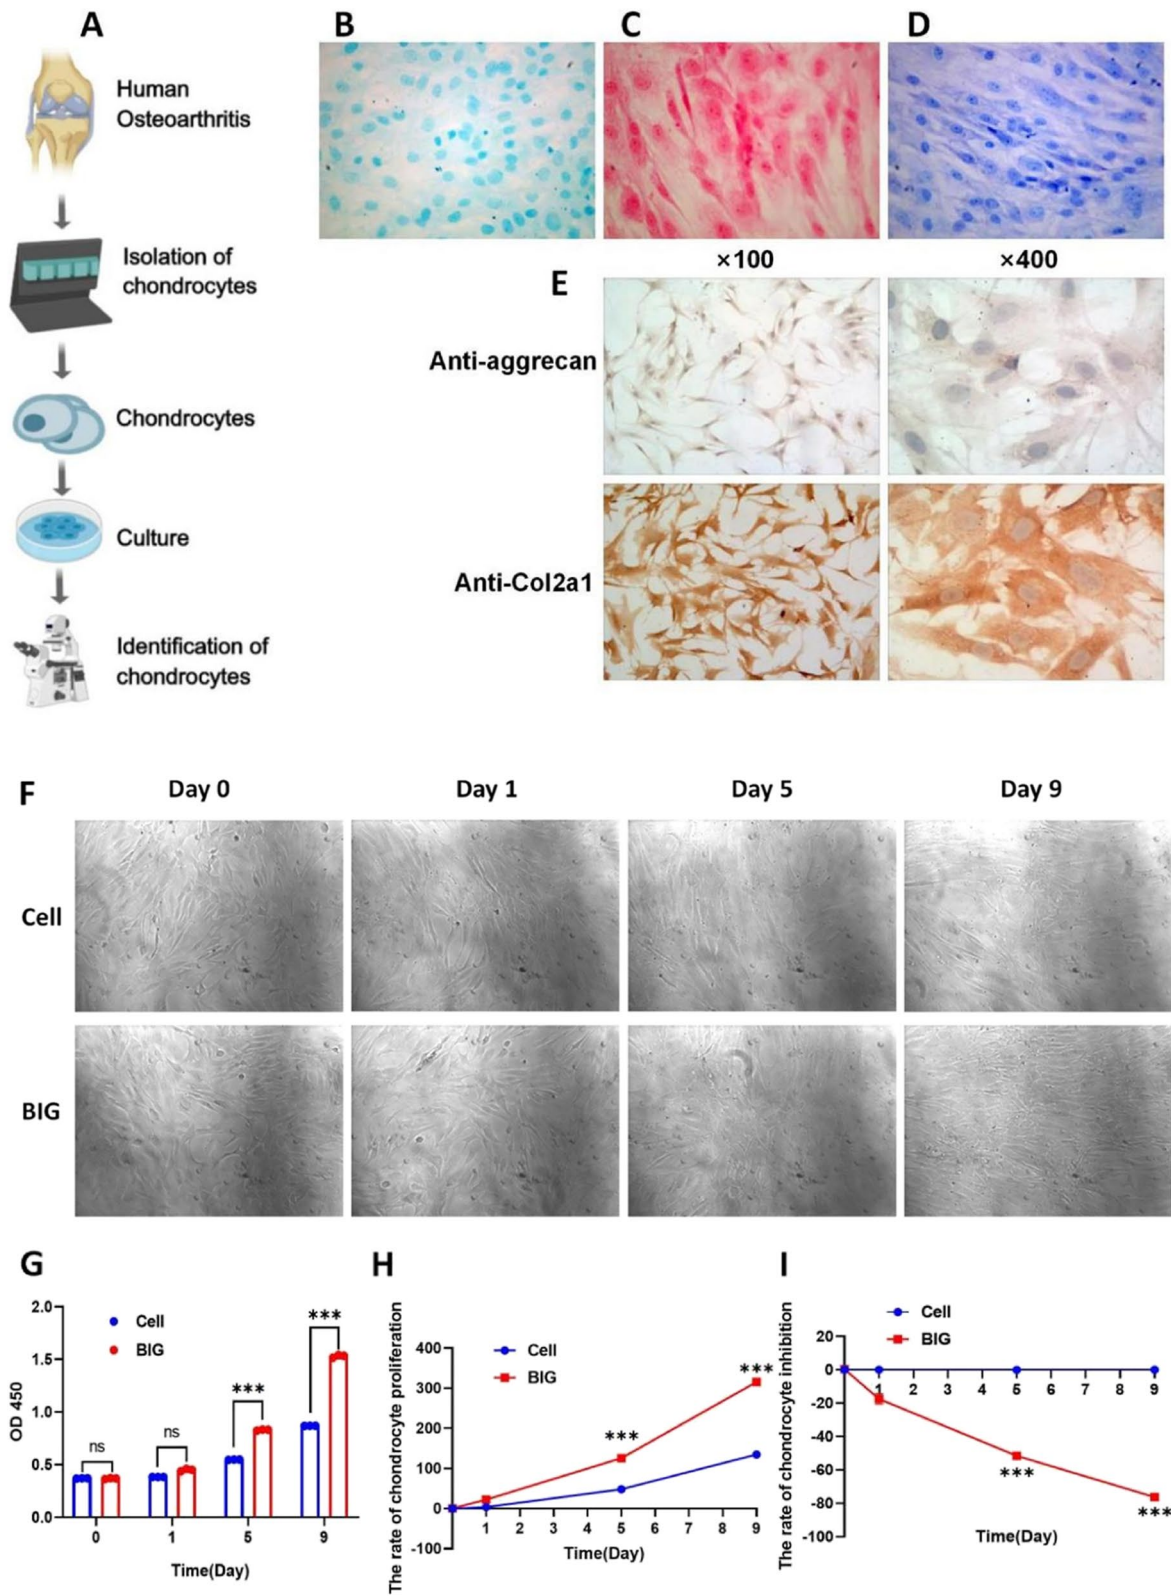 A
Human
Osteoarthritis
Isolation of
chondrocytes
Chondrocytes
Culture
Identification of
chondrocytes
B
C
D
×100
×400
E
Anti-aggrecan
Anti-Col2a1
F
Day 0
Day 1
Day 5
Day 9
Cell
BIG
G
OD 450
2.0
1.5
1.0
0.5
0.0
Cell
BIG
ns
ns
***
***
0
1
5
9
Time(Day)
H
The rate of chondrocyte proliferation
400
300
200
100
0
-100
Cell
BIG
***
***
1 2 3 4 5 6 7 8 9
Time(Day)
I
The rate of chondrocyte inhibition
Cell
BIG
20
0
-20
-40
-60
-80
-100
1 2 3 4 5 6 7 8 9
***
***
Time(Day)